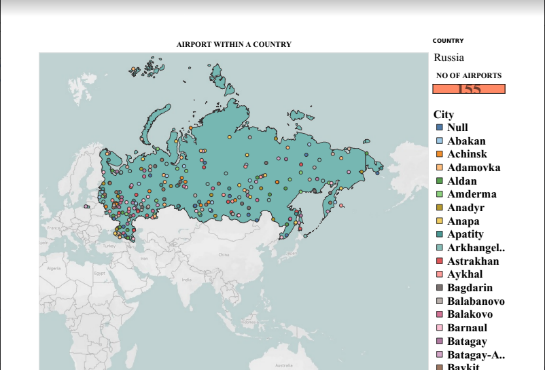 COUNTRY
AIRPORT WITHIN A COUNTRY
Russia
NO OF AIRPORTS
155
City
Null
Abakan
Achinsk
Adamovka
Aldan
Amderma
Anadyr
Anapa
Apatity
Arkhangel..
Astrakhan
Aykhal
Bagdarin
Balabanovo
Balakovo
Barnaul
Batagay
Batagay-A..
Baykit